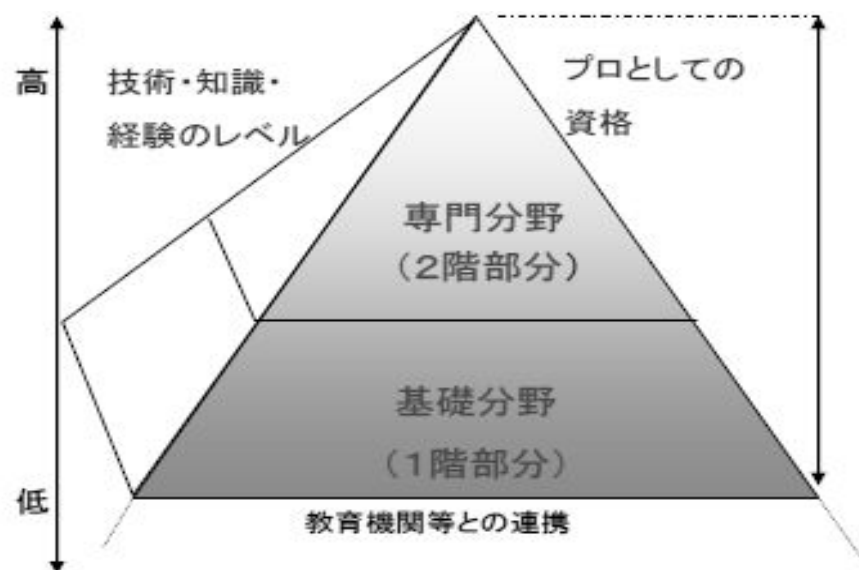 高
技術・知識・
経験のレベル
プロとしての
資格
専門分野
（2階部分）
基礎分野
（1階部分）
低
教育機関等との連携